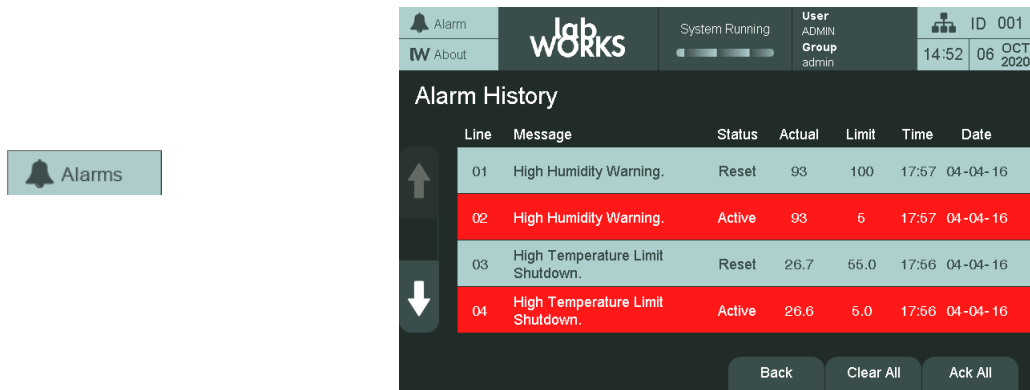 Alarms
Alarm
IW About
lab WORKS
System Running
User
ADMIN
Group
admin
ID 001
14:52 06 OCT 2020
Alarm History
Line Message Status Actual Limit Time Date
01 High Humidity Warning. Reset 93 100 17:57 04-04-16
02 High Humidity Warning. Active 93 5 17:57 04-04-16
03 High Temperature Limit Shutdown. Reset 26.7 55.0 17:56 04-04-16
04 High Temperature Limit Shutdown. Active 26.6 5.0 17:56 04-04-16
Back Clear All Ack All